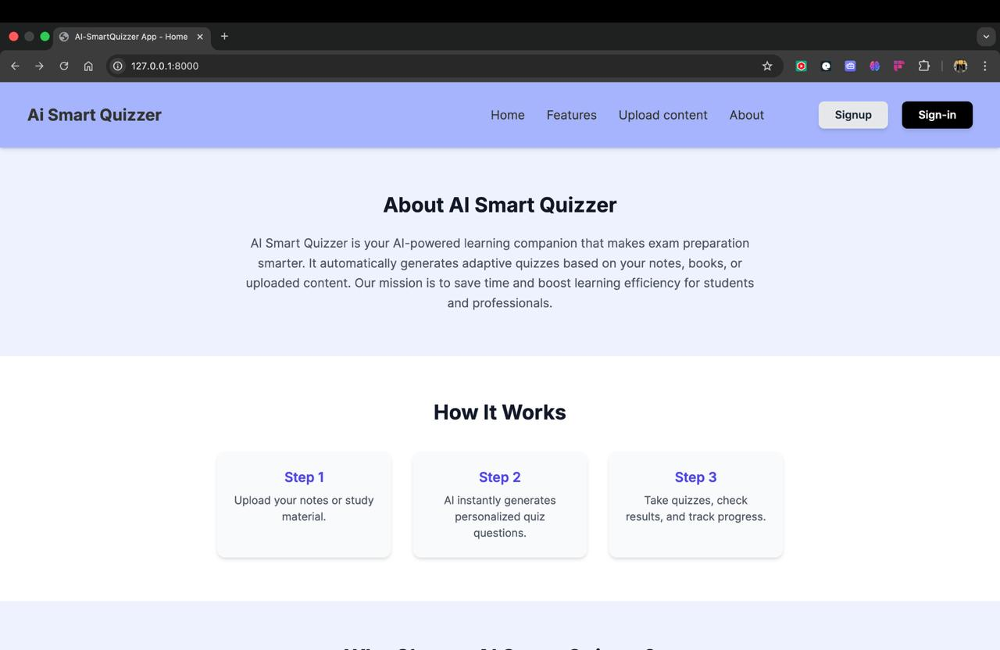 AI-SmartQuizzer App - Home
127.0.0.1:8000
Ai Smart Quizzer
Home Features Upload content About Signup Sign-in
About AI Smart Quizzer
AI Smart Quizzer is your AI-powered learning companion that makes exam preparation
smarter. It automatically generates adaptive quizzes based on your notes, books, or
uploaded content. Our mission is to save time and boost learning efficiency for students
and professionals.
How It Works
Step 1
Upload your notes or study
material.
Step 2
AI instantly generates
personalized quiz
questions.
Step 3
Take quizzes, check
results, and track progress.